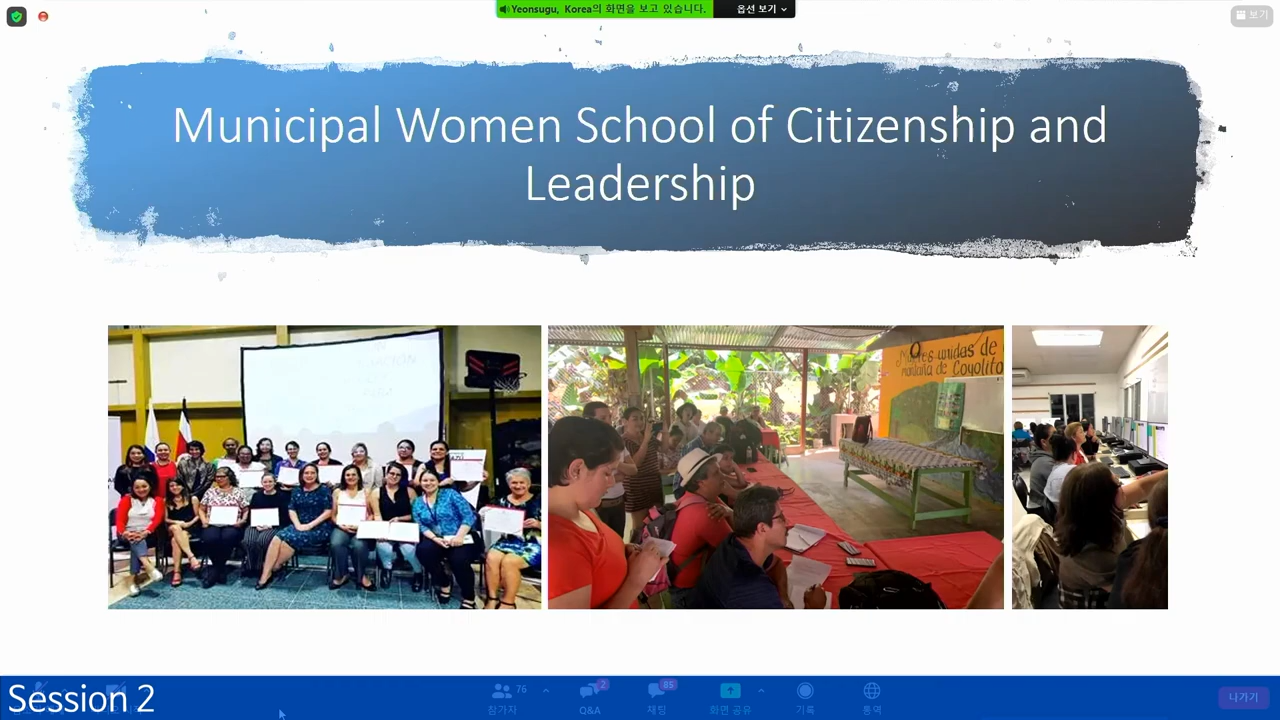 Yeonsugu, Korea의 화면을 보고 있습니다.
옵션 보기
보기
Municipal Women School of Citizenship and
Leadership
Mujeres unidas de
montaña de Coyolito
Session 2
76
참가자
2
Q&A
85
채팅
화면 공유
기록
통역
나가기